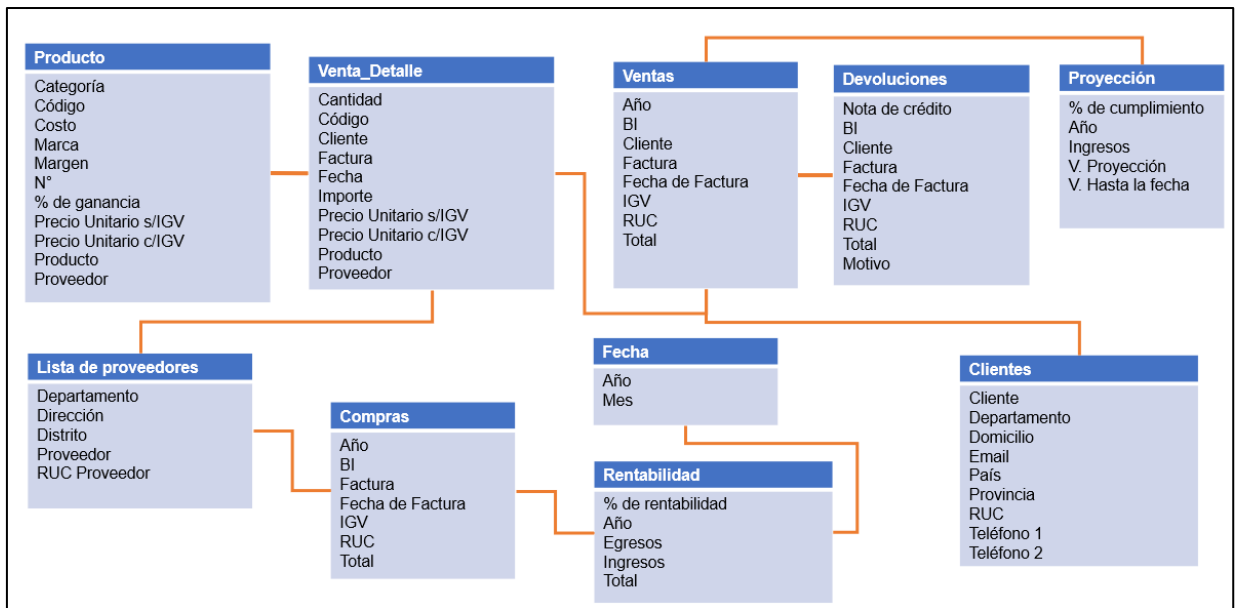 Producto
Categoría
Código
Costo
Marca
Margen
N°
% de ganancia
Precio Unitario s/IGV
Precio Unitario c/IGV
Producto
Proveedor
Venta_Detalle
Cantidad
Código
Cliente
Factura
Fecha
Importe
Precio Unitario s/IGV
Precio Unitario c/IGV
Producto
Proveedor
Ventas
Año
BI
Cliente
Factura
Fecha de Factura
IGV
RUC
Total
Devoluciones
Nota de crédito
BI
Cliente
Factura
Fecha de Factura
IGV
RUC
Total
Motivo
Proyección
% de cumplimiento
Año
Ingresos
V. Proyección
V. Hasta la fecha
Lista de proveedores
Departamento
Dirección
Distrito
Proveedor
RUC Proveedor
Compras
Año
BI
Factura
Fecha de Factura
IGV
RUC
Total
Fecha
Año
Mes
Rentabilidad
% de rentabilidad
Año
Egresos
Ingresos
Total
Clientes
Cliente
Departamento
Domicilio
Email
País
Provincia
RUC
Teléfono 1
Teléfono 2